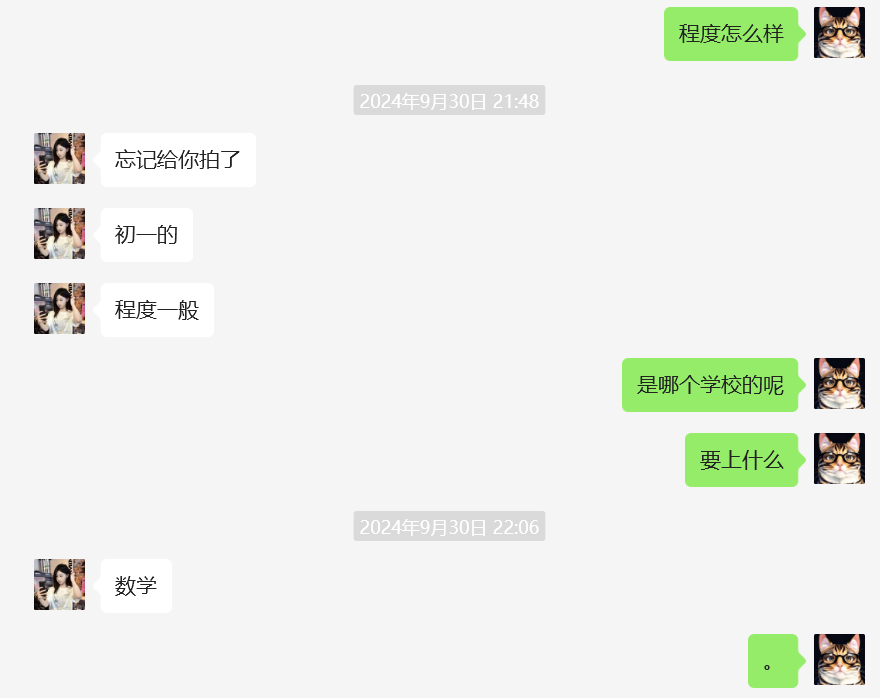 程度怎么样
2024年9月30日 21:48
忘记给你拍了
初一的
程度一般
是哪个学校的呢
要上什么
2024年9月30日 22:06
数学
。